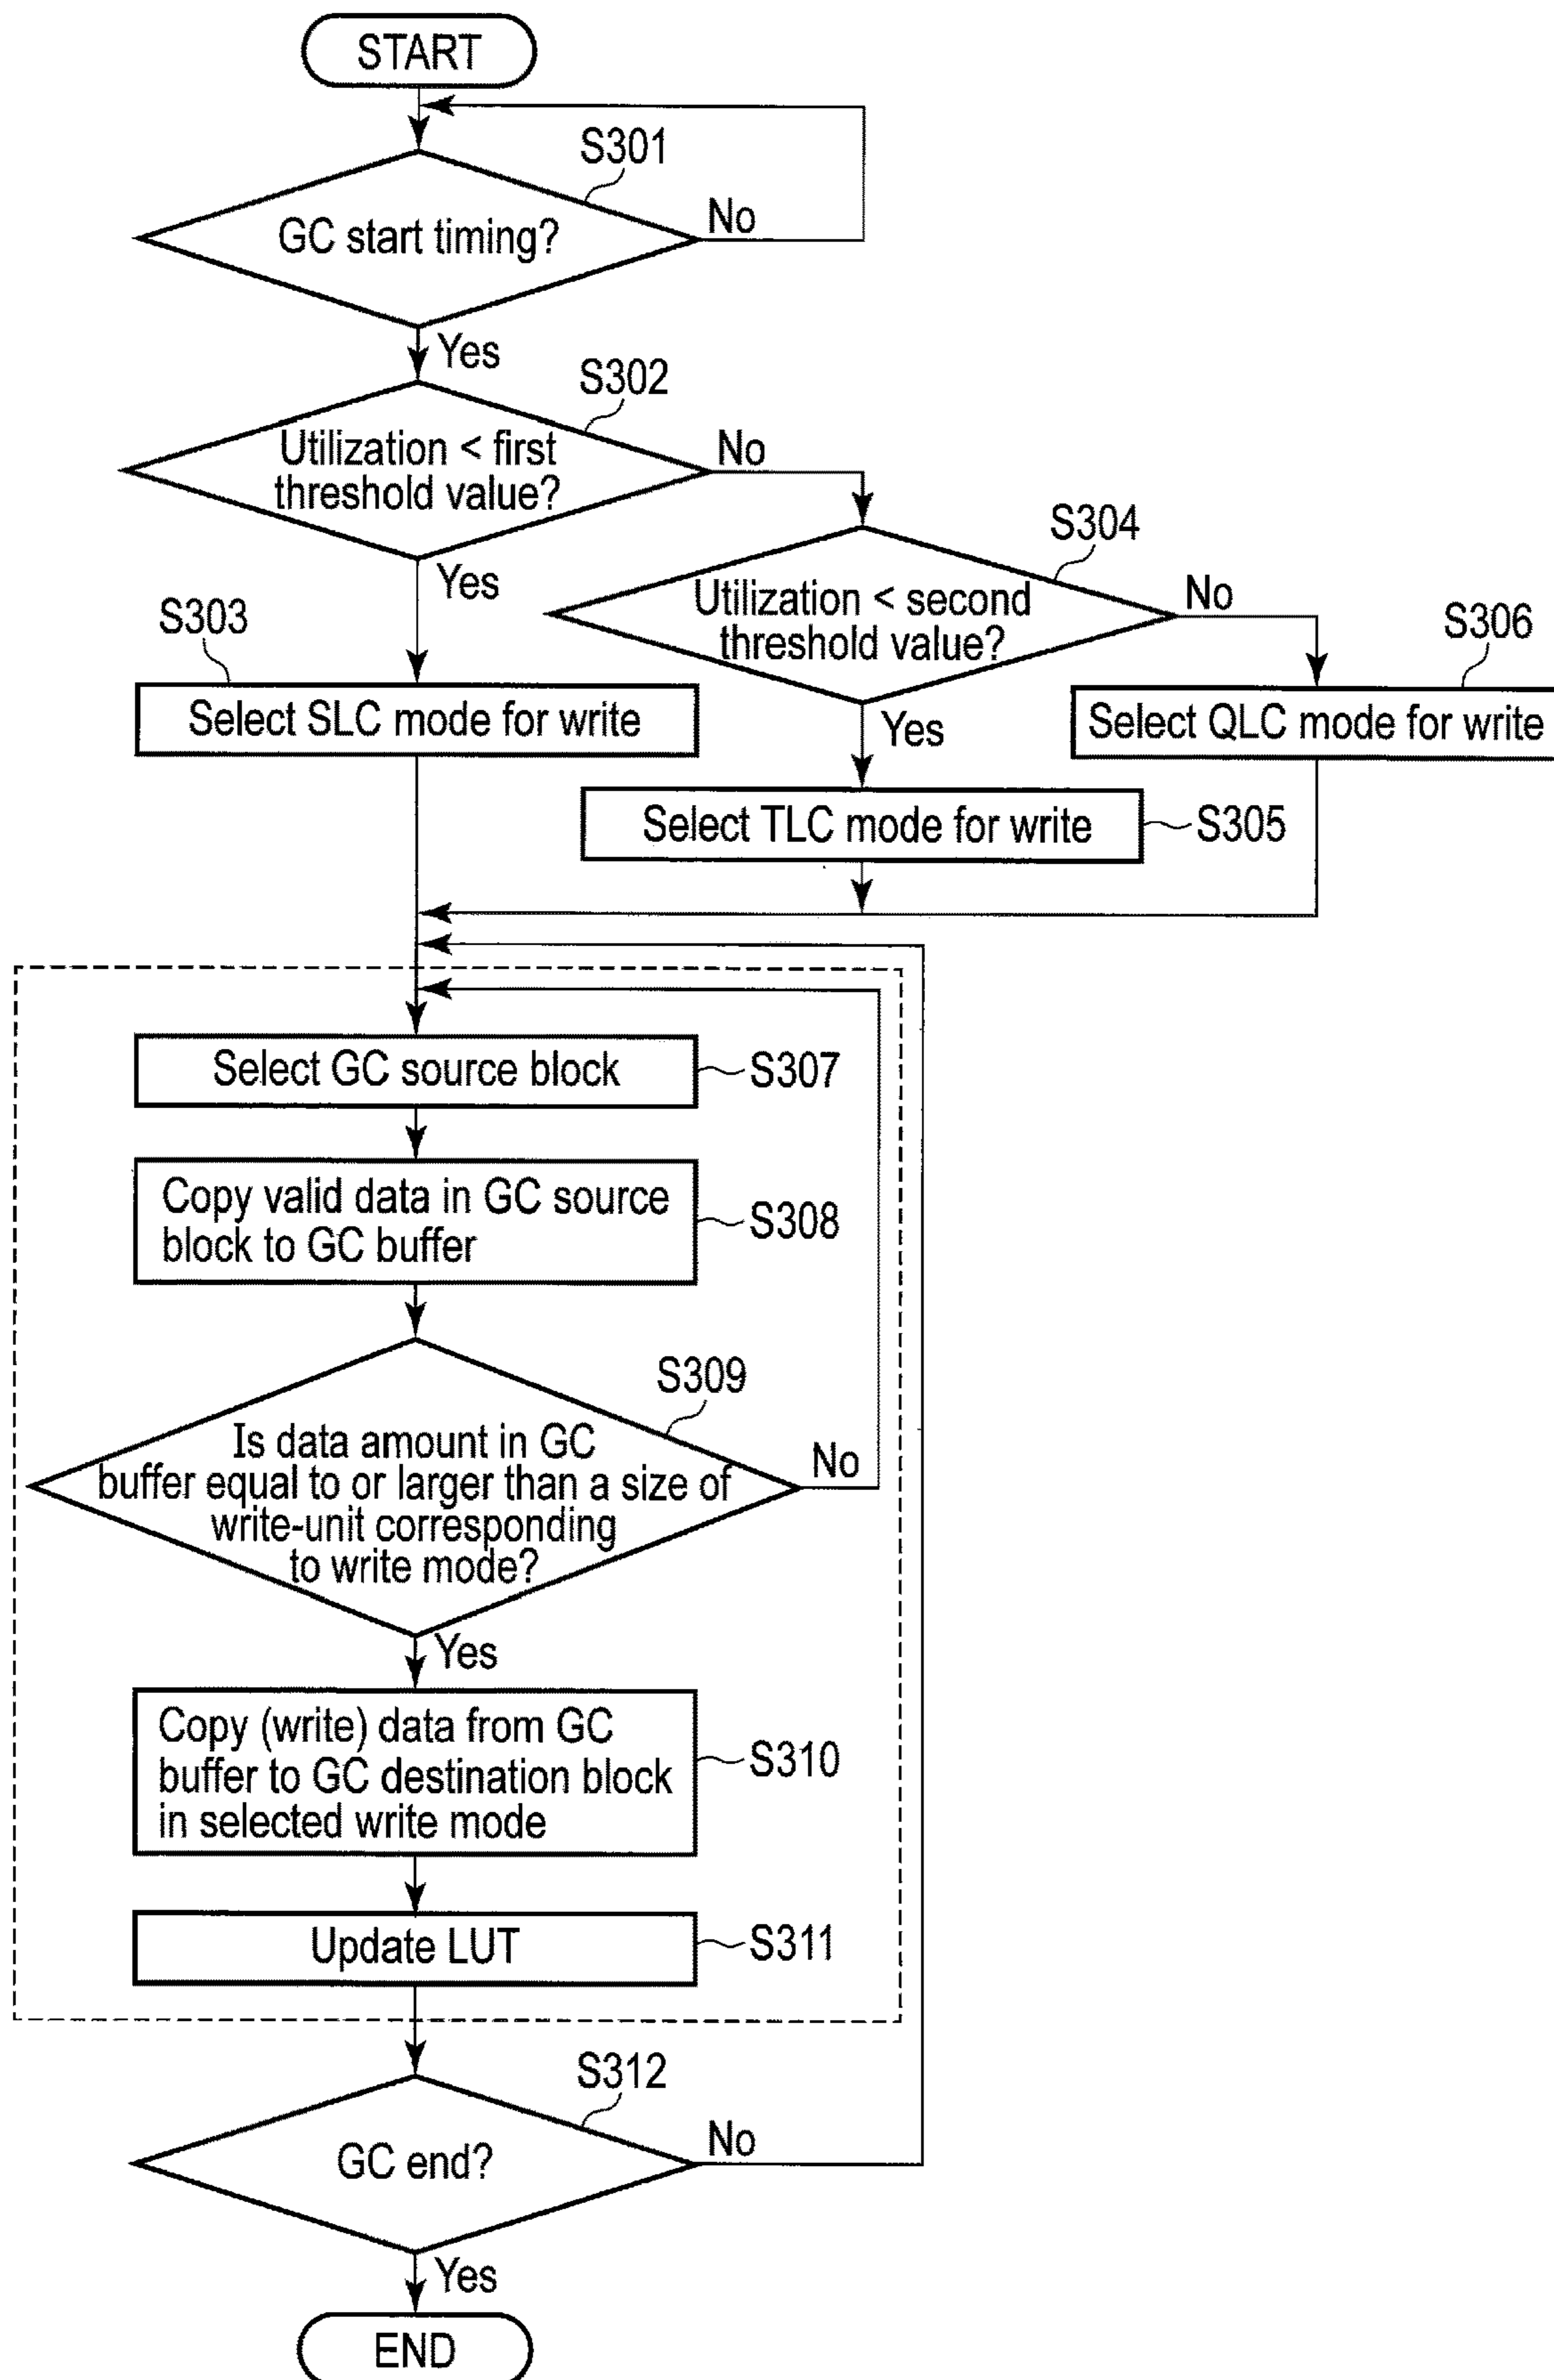 START
S301
GC start timing?
No
Yes
S302
Utilization < first
threshold value?
No
Yes
S304
Utilization < second
threshold value?
No
Yes
S303
Select SLC mode for write
S306
Select QLC mode for write
Select TLC mode for write
S305
Select GC source block
S307
Copy valid data in GC source
block to GC buffer
S308
S309
Is data amount in GC
buffer equal to or larger than a size of
write-unit corresponding
to write mode?
No
Yes
Copy (write) data from GC
buffer to GC destination block
in selected write mode
S310
Update LUT
S311
S312
GC end?
No
Yes
END